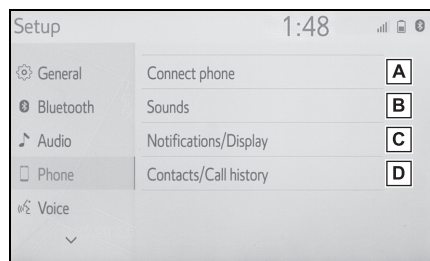 Setup 1:48
General
Bluetooth
Audio
Phone
Voice
Connect phone A
Sounds B
Notifications/Display C
Contacts/Call history D